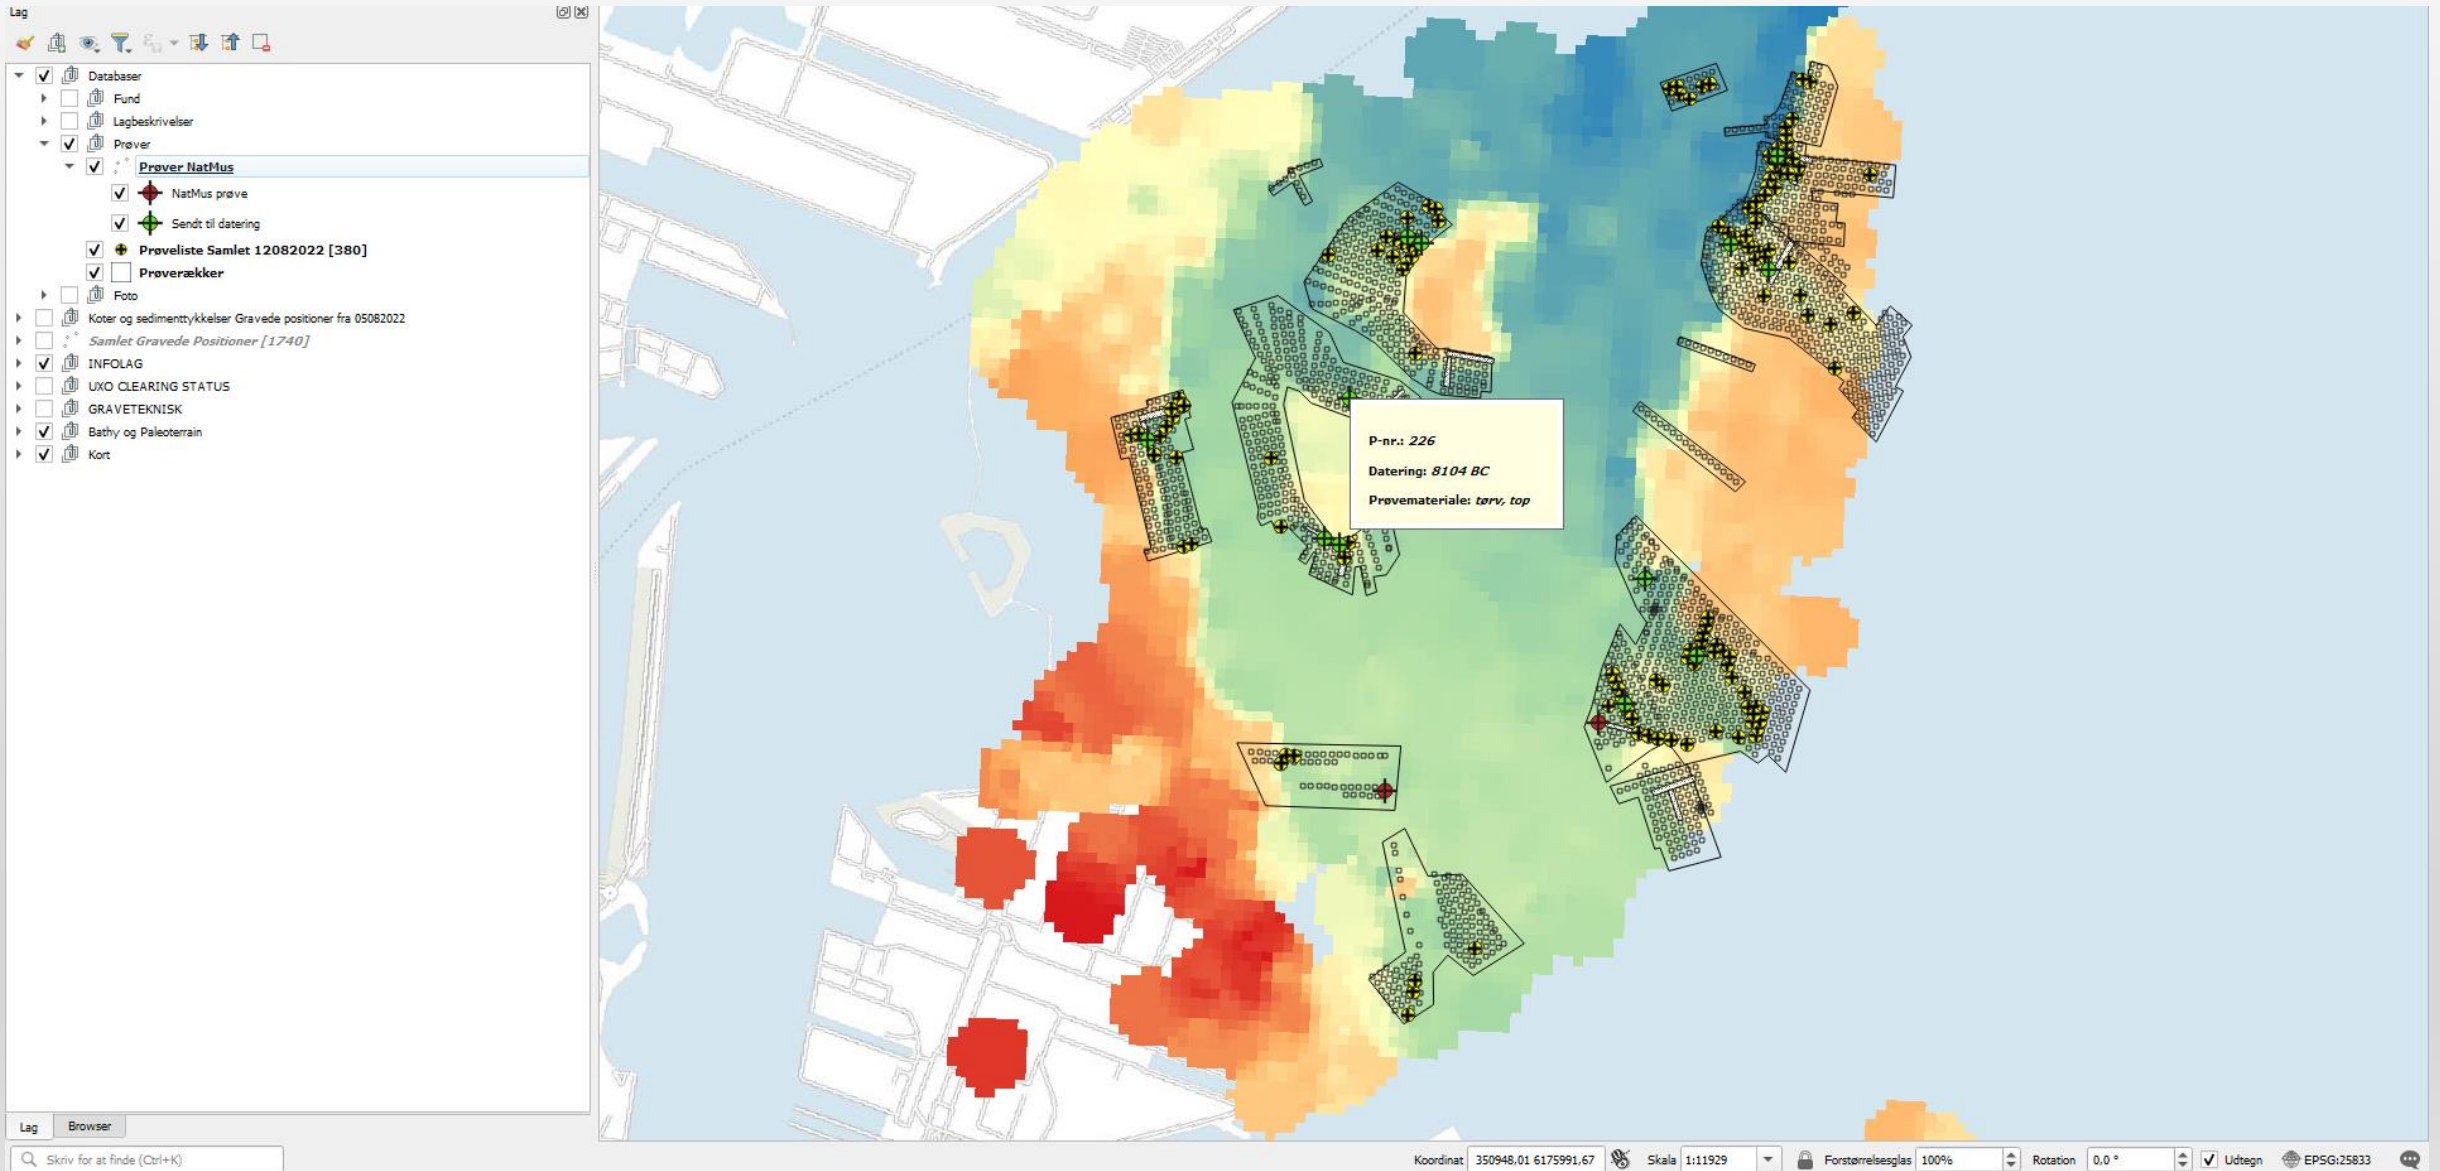 Lag
Databaser
Fund
Lagbeskrivelser
Prøver
Prøver NatMus
NatMus prøve
Sendt til datering
Prøveliste Samlet 12082022 [380]
Prøverækker
Foto
Koter og sedimenttykkelser Gravede positioner fra 05082022
Samlet Gravede Positioner [1740]
INFOLAG
UXO CLEARING STATUS
GRAVETEKNISK
Bathy og Paleoterrain
Kort
P-nr.: 226
Datering: 8104 BC
Prøvemateriale: tørv, top
Lag Browser
Skriv for at finde (Ctrl+K)
Koordinat 350948,01 6175991,67 Skala 1:11929 Forstørrelsesglas 100% Rotation 0,0 ° Udtegn EPSG:25833